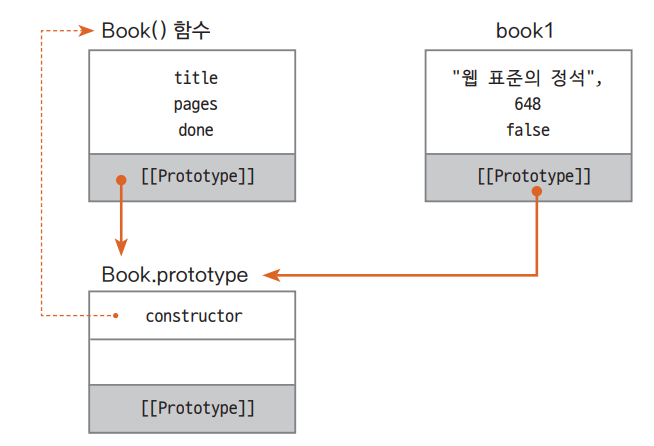 Book() 함수
title
pages
done
[[Prototype]]
book1
"웹 표준의 정석",
648
false
[[Prototype]]
Book.prototype
constructor
[[Prototype]]